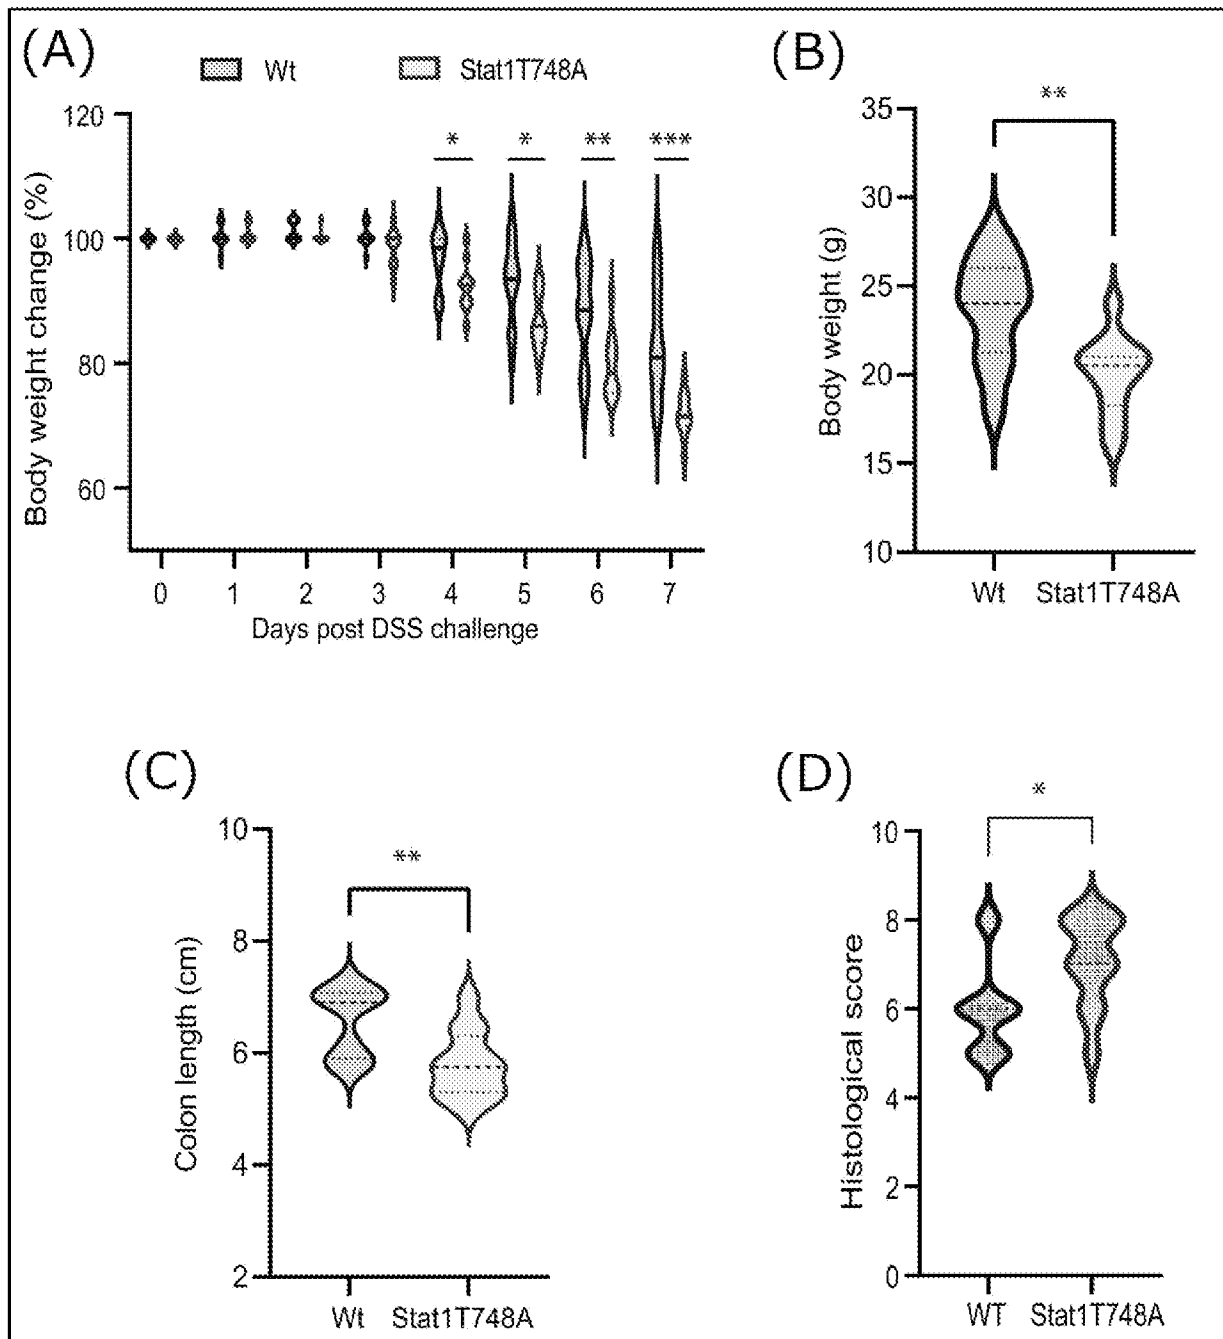 (A)
Wt Stat1T748A
Body weight change (%)
120
100
80
60
* * ** ***
0 1 2 3 4 5 6 7
Days post DSS challenge
(B)
**
Body weight (g)
35
30
25
20
15
10
Wt Stat1T748A
(C)
**
Colon length (cm)
10
8
6
4
2
Wt Stat1T748A
(D)
*
Histological score
10
8
6
4
2
0
WT Stat1T748A